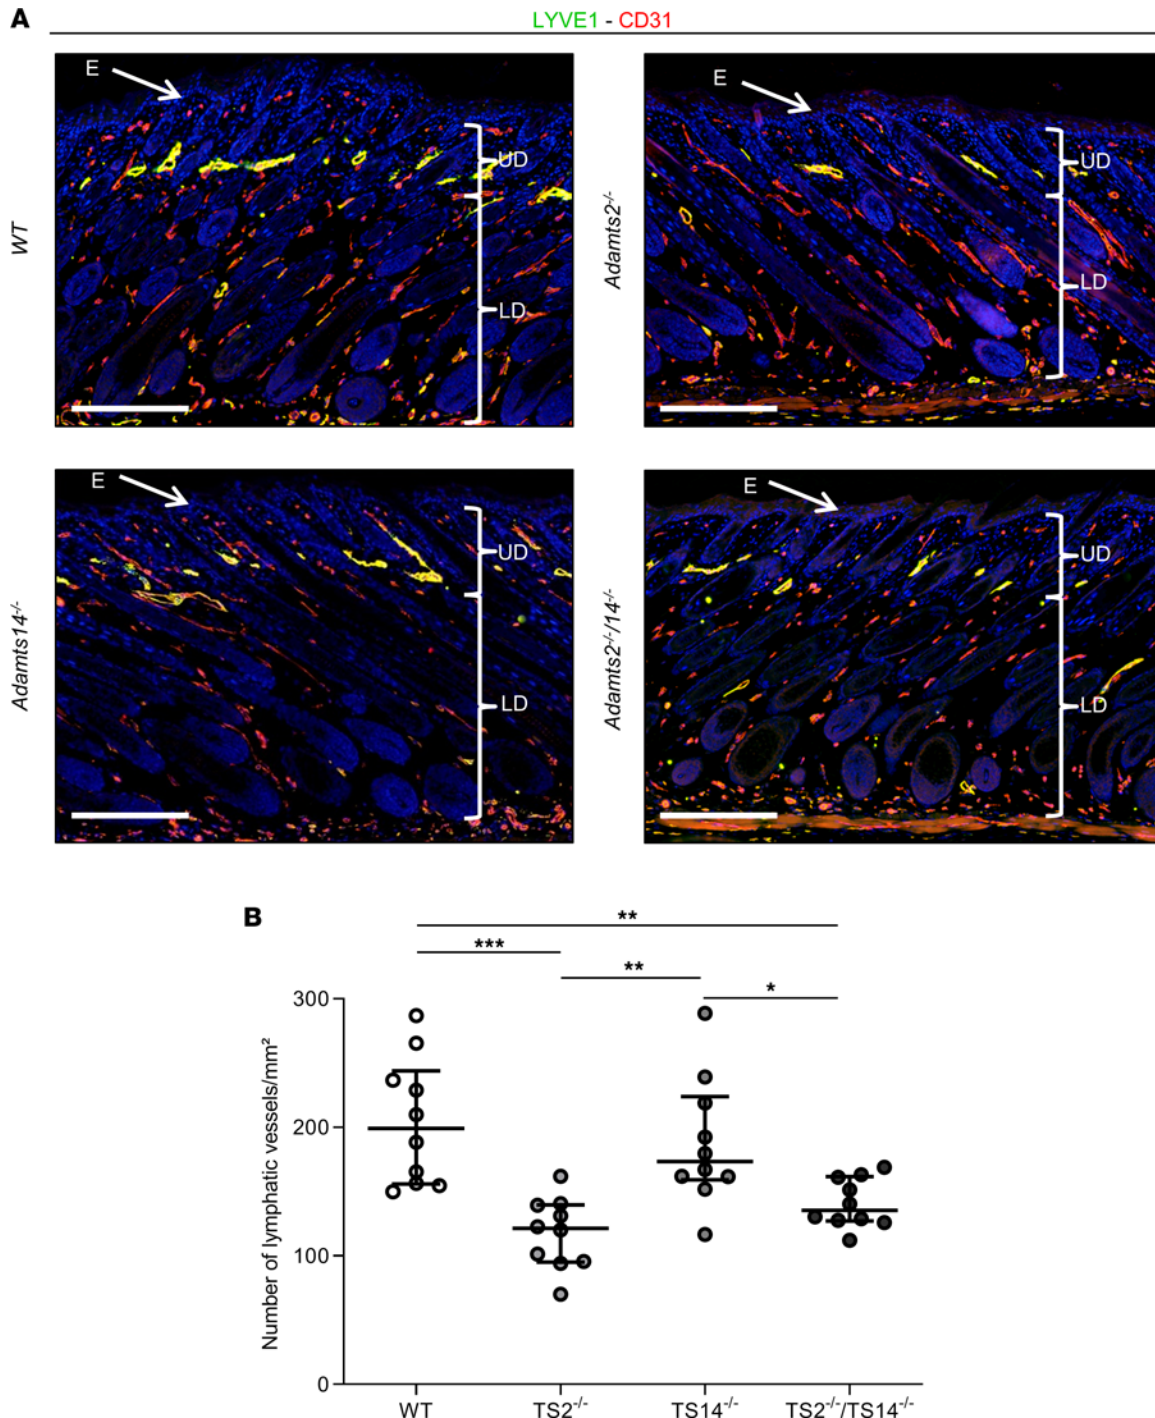 A
LYVE1 - CD31
WT
E
UD
LD
Adamts2-/-
E
UD
LD
Adamts14-/-
E
UD
LD
Adamts2-/-/14-/-
E
UD
LD
B
**
***
**
*
Number of lymphatic vessels/mm²
300
200
100
0
WT
TS2-/-
TS14-/-
TS2-/-/TS14-/-